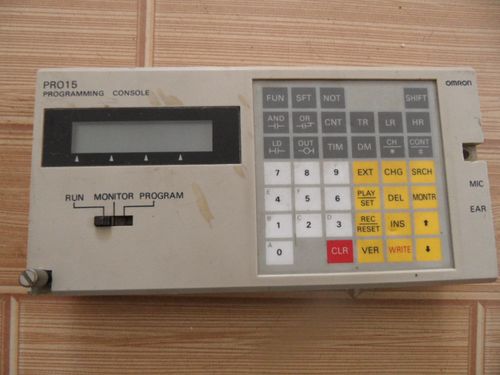 PRO15
PROGRAMMING CONSOLE
OMRON
RUN MONITOR PROGRAM
FUN SFT NOT SHIFT
AND OR CNT TR LR HR
LD OUT TIM DM CH CONT
* #
7 8 9 EXT CHG SRCH
E F
4 5 6 PLAY SET DEL MONTR
B C D
1 2 3 REC RESET INS ↑
A
0 CLR VER WRITE ↓
MIC
EAR